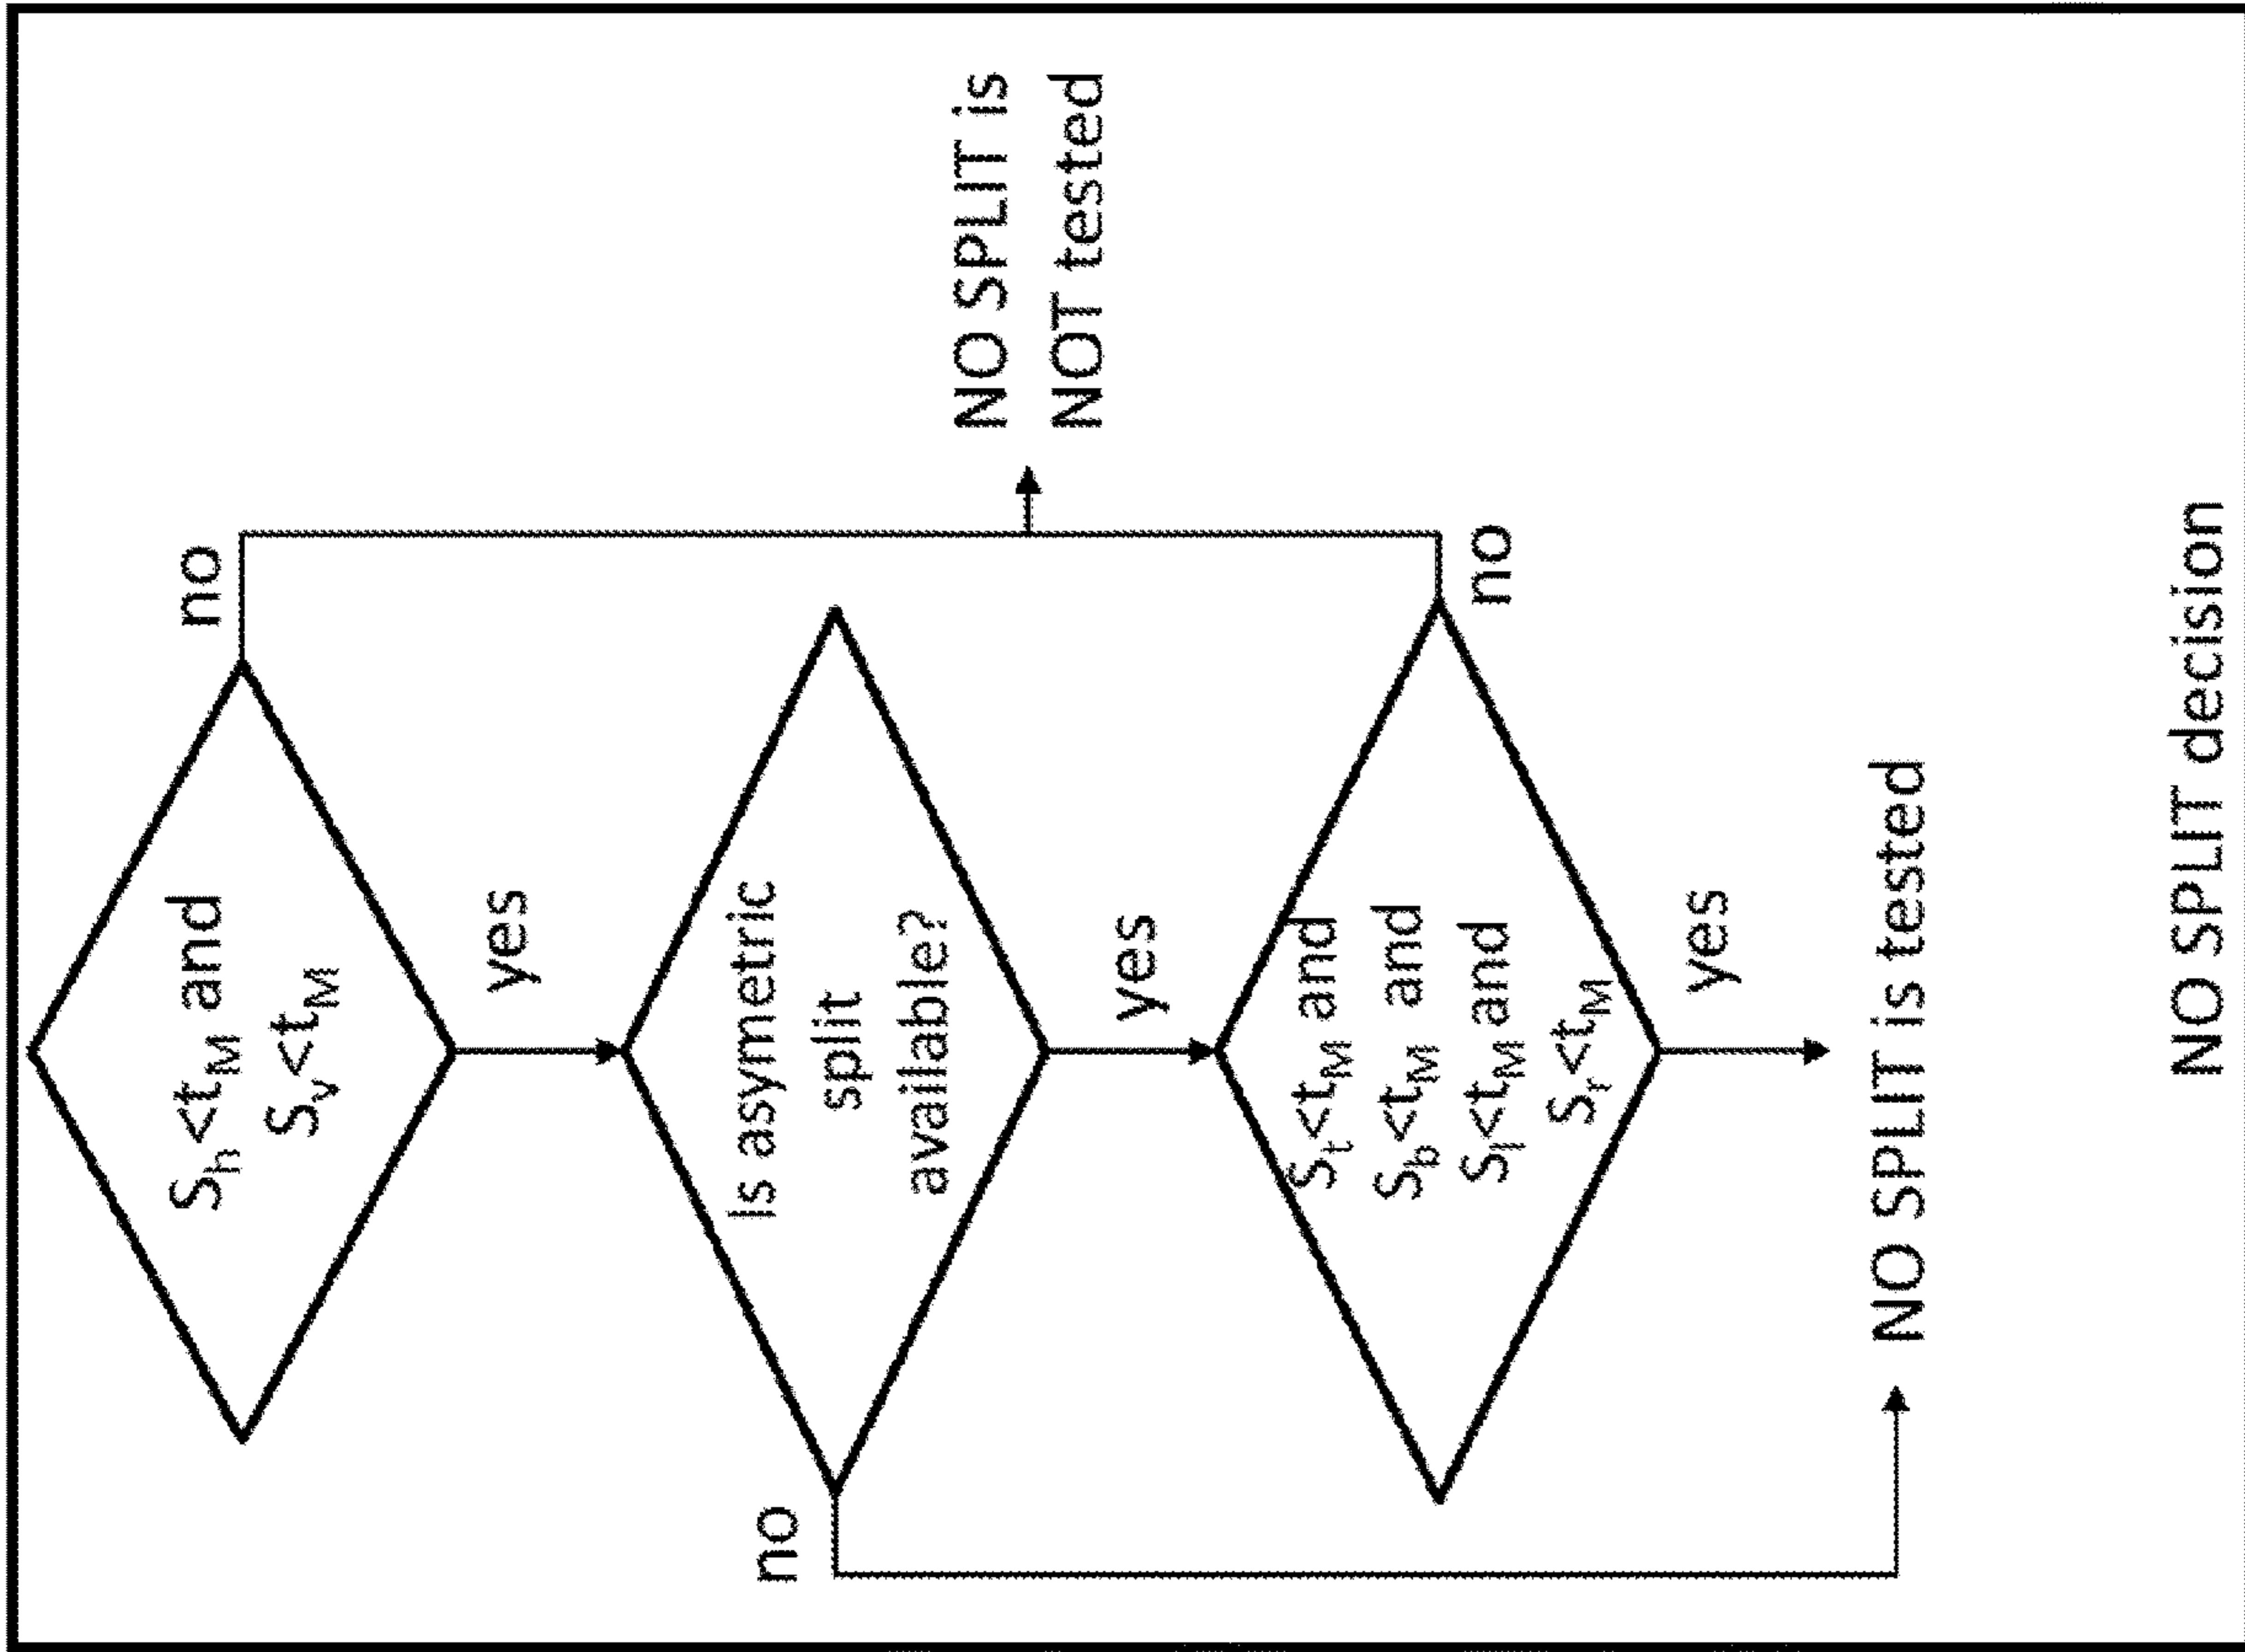 S_h<t_M and
S_v<t_M
no
yes
Is asymetric
split
available?
no
yes
S_t<t_M and
S_b<t_M and
S_l<t_M and
S_r<t_M
no
yes
NO SPLIT is
NOT tested
NO SPLIT is tested
NO SPLIT decision